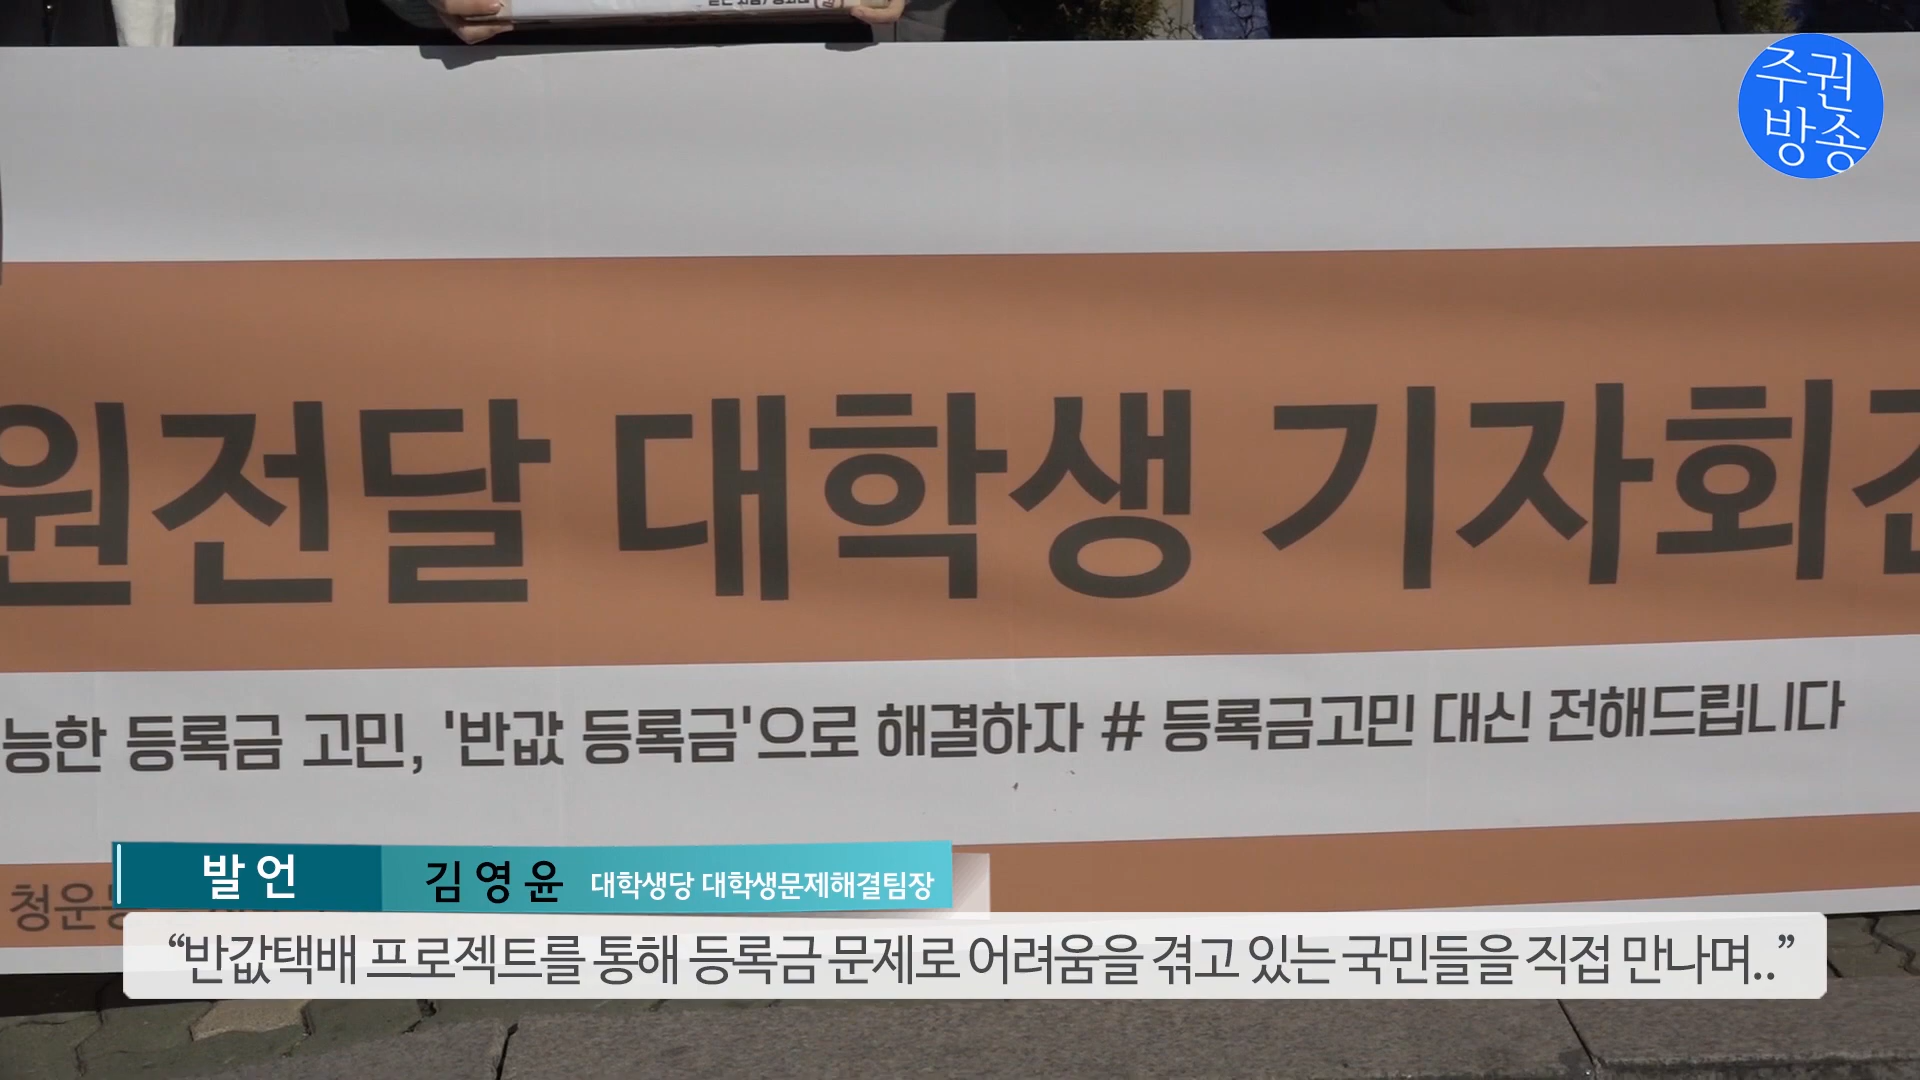 주권
방송
원전달 대학생 기자회
능한 등록금 고민, '반값 등록금'으로 해결하자 # 등록금고민 대신 전해드립니다
청운
발언 김영윤 대학생당 대학생문제해결팀장
“반값택배 프로젝트를 통해 등록금 문제로 어려움을 겪고 있는 국민들을 직접 만나며..”